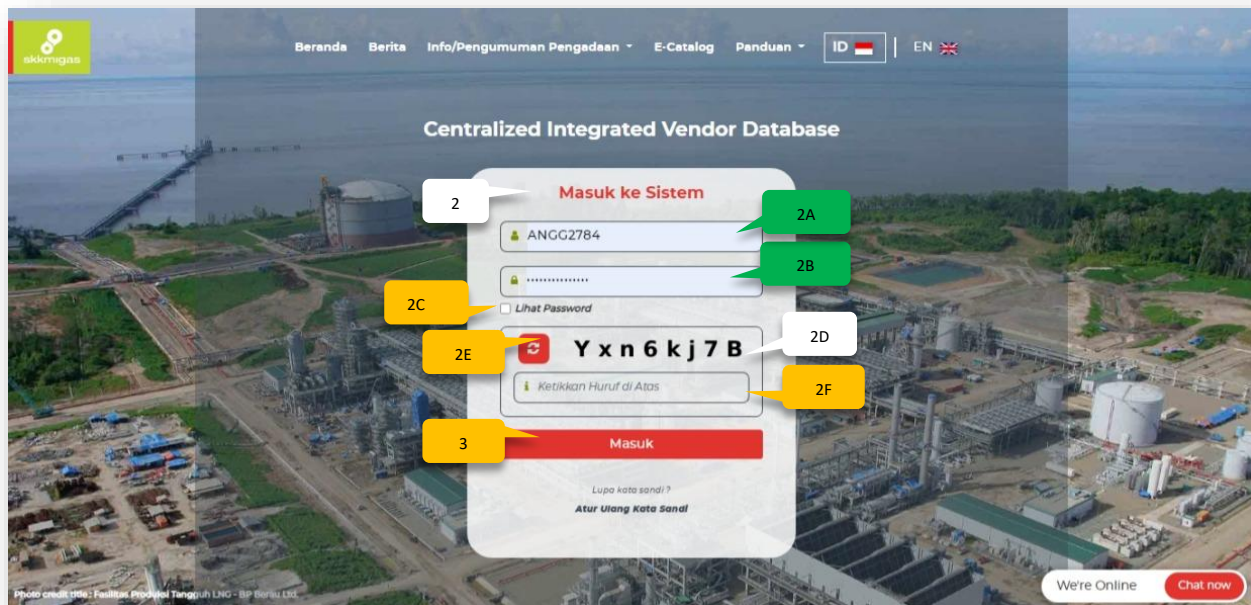 skkmigas
Beranda Berita Info/Pengumuman Pengadaan E-Catalog Panduan ID EN
Centralized Integrated Vendor Database
2 Masuk ke Sistem
2A
ANGG2784
2B
...............
2C Lihat Password
2D
2E Y x n 6 k j 7 B
Ketikkan Huruf di Atas 2F
3 Masuk
Lupa kata sandi ?
Atur Ulang Kata Sandi
We're Online Chat now
Photo credit title : Fasilitas Produksi Tangguh LNG - BP Berau Ltd.